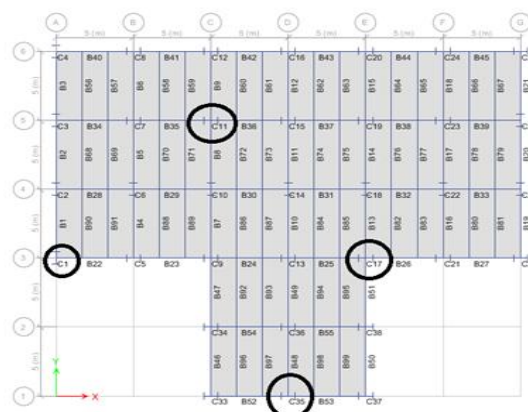 A B C D E F G
5 (m) 5 (m) 5 (m) 5 (m) 5 (m) 5 (m)
6 C4 B40 C8 B41 C12 B42 C16 B43 C20 B44 C24 B45
5 (m) B3 B56 B57 B6 B58 B59 B9 B60 B61 B12 B62 B63 B15 B64 B65 B18 B66 B67
5 C3 B34 C7 B35 C11 B36 C15 B37 C19 B38 C23 B39
5 (m) B2 B68 B69 B5 B70 B71 B8 B72 B73 B11 B74 B75 B14 B76 B77 B17 B78 B79 B20
4 C2 B28 C6 B29 C10 B30 C14 B31 C18 B32 C22 B33
5 (m) B1 B90 B91 B4 B88 B89 B7 B86 B87 B10 B84 B85 B13 B82 B83 B16 B80 B81 B19
3 C1 B22 C5 B23 C9 B24 C13 B25 C17 B26 C21 B27
5 (m) B47 B92 B93 B49 B94 B95 B51
2 C34 B54 C36 B55 C38
5 (m) B46 B96 B97 B48 B98 B99 B50
Y
1 X C33 B52 C35 B53 C37